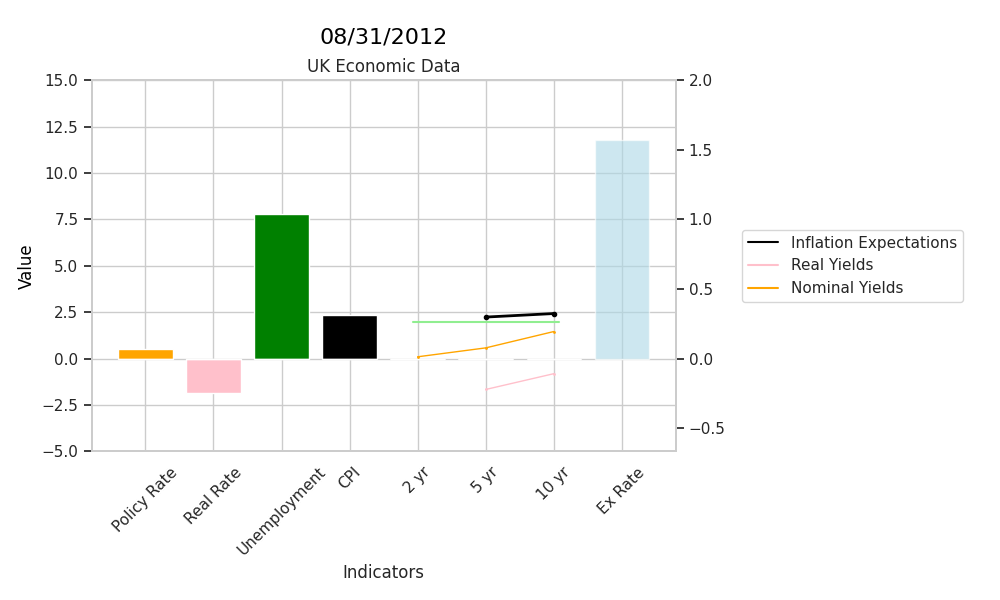 08/31/2012
UK Economic Data
15.0
12.5
10.0
7.5
5.0
2.5
0.0
−2.5
−5.0
Value
2.0
1.5
1.0
0.5
0.0
−0.5
Inflation Expectations
Real Yields
Nominal Yields
Policy Rate
Real Rate
Unemployment
CPI
2 yr
5 yr
10 yr
Ex Rate
Indicators